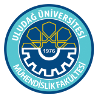 ULUDAĞ ÜNİVERSİTESİ
1976
MÜHENDİSLİK FAKÜLTESİ